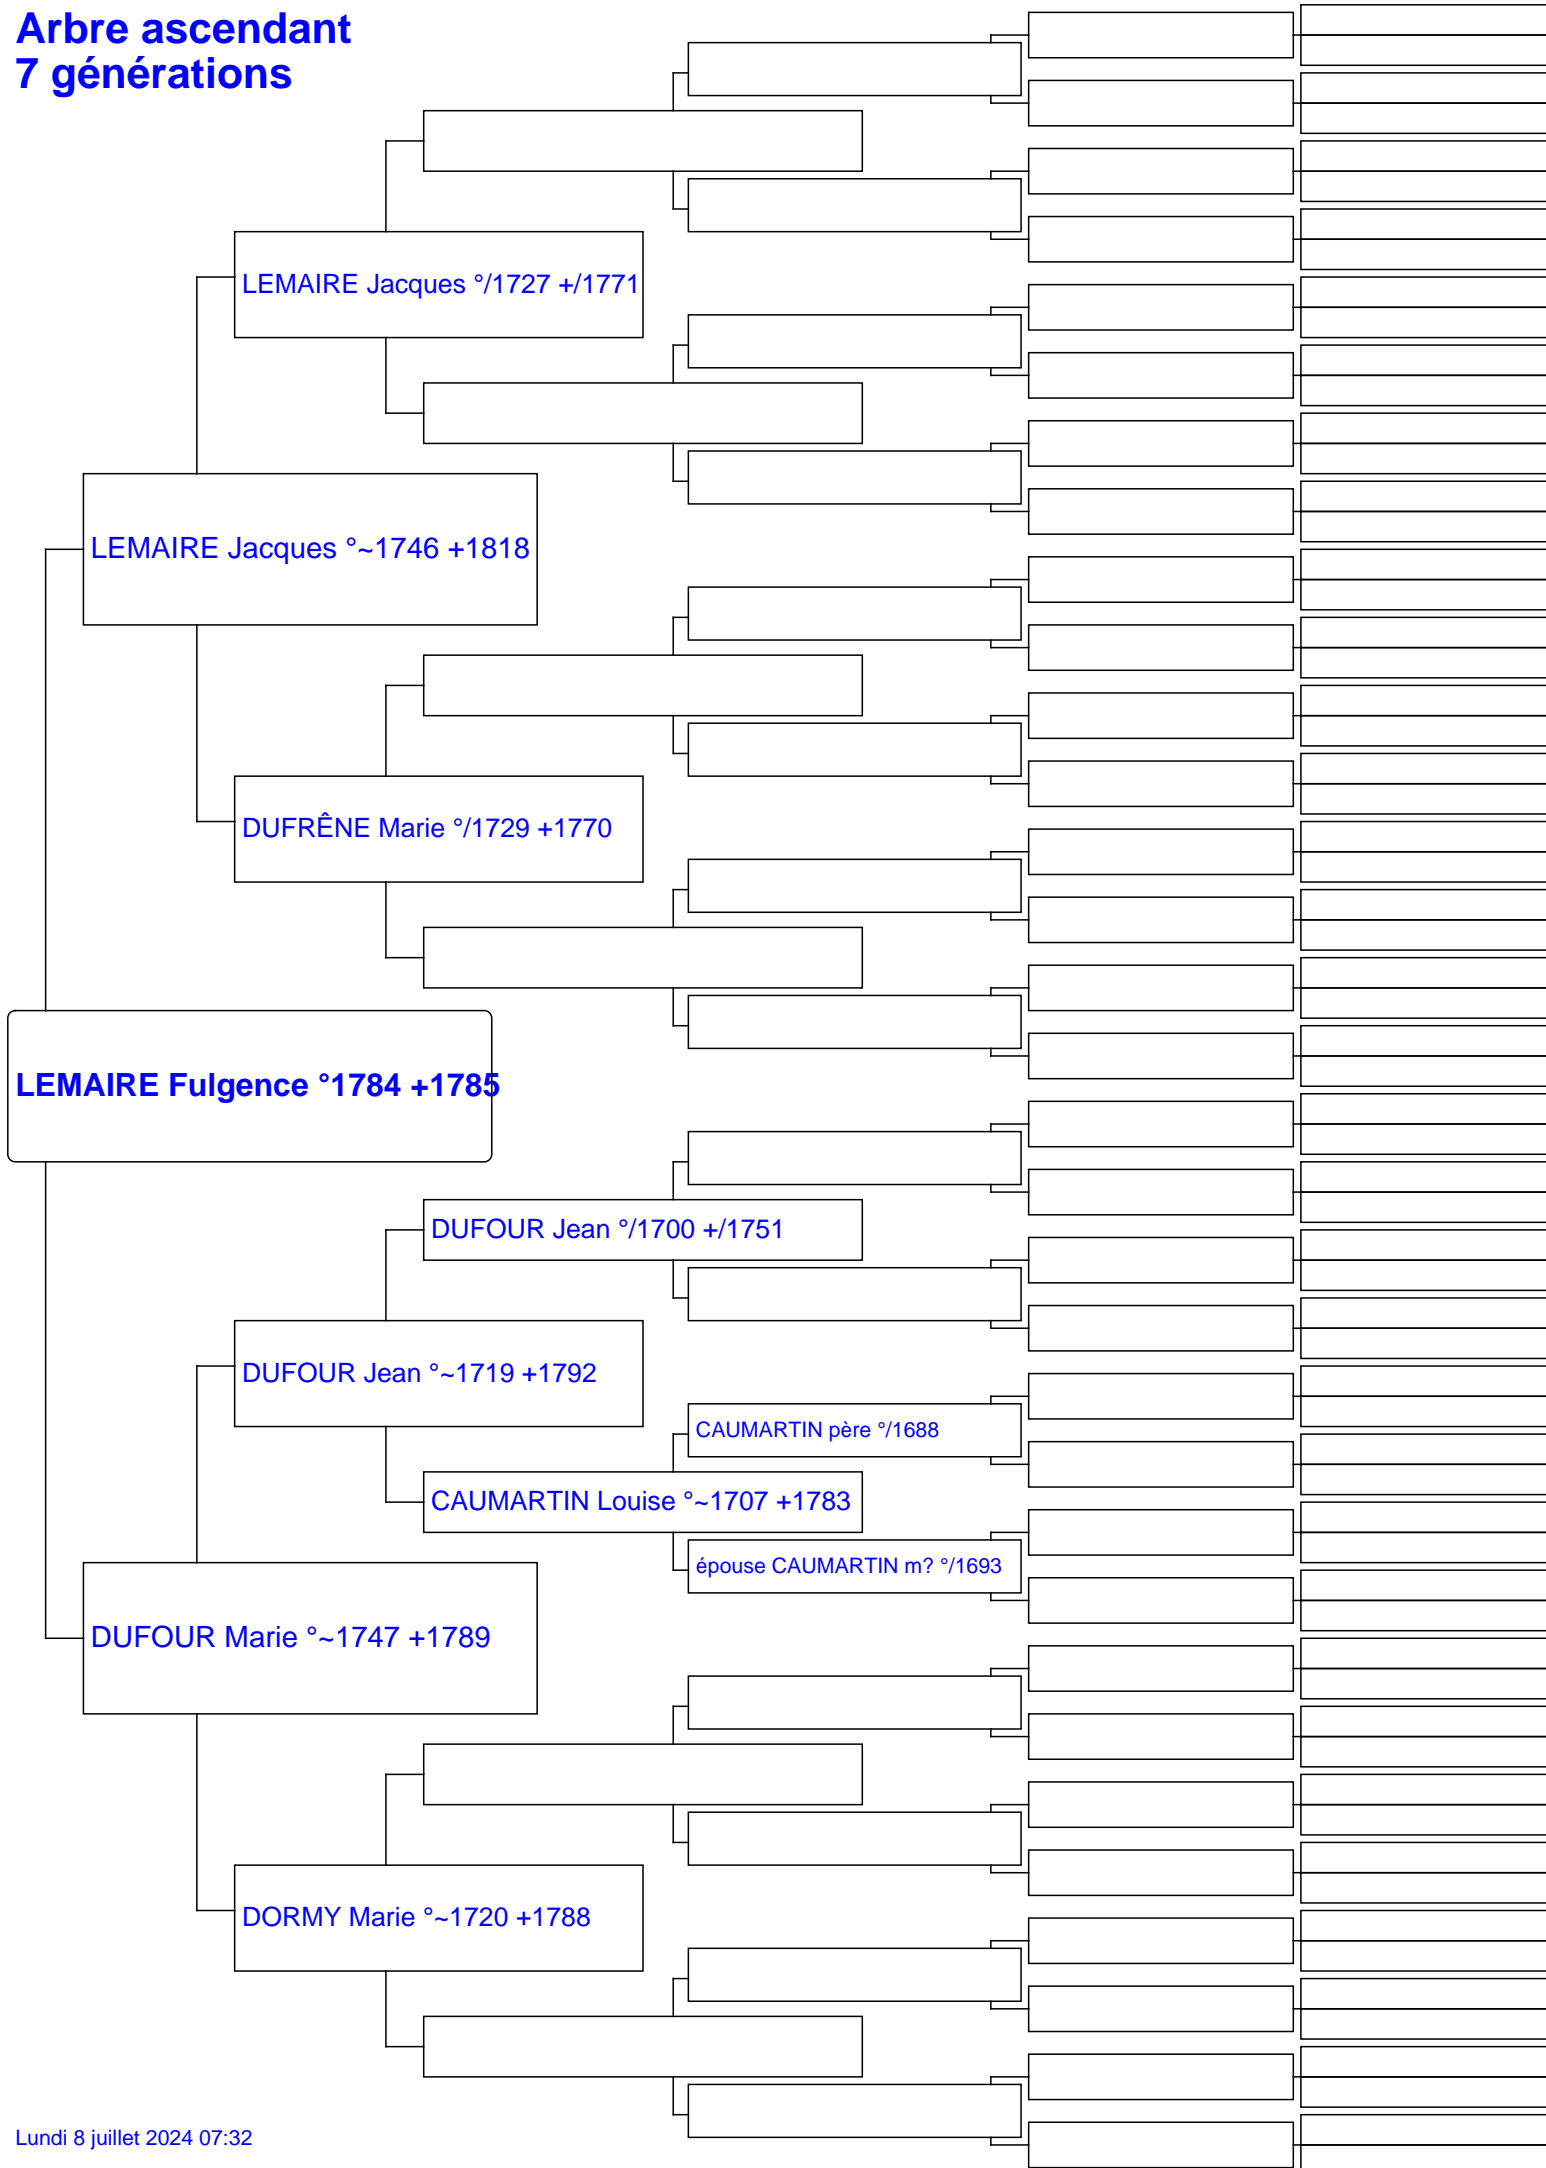 Arbre ascendant
7 générations
LEMAIRE Jacques °/1727 +/1771
LEMAIRE Jacques °~1746 +1818
DUFRÊNE Marie °/1729 +1770
LEMAIRE Fulgence °1784 +1785
DUFOUR Jean °/1700 +/1751
DUFOUR Jean °~1719 +1792
CAUMARTIN père °/1688
CAUMARTIN Louise °~1707 +1783
épouse CAUMARTIN m? °/1693
DUFOUR Marie °~1747 +1789
DORMY Marie °~1720 +1788
Lundi 8 juillet 2024 07:32